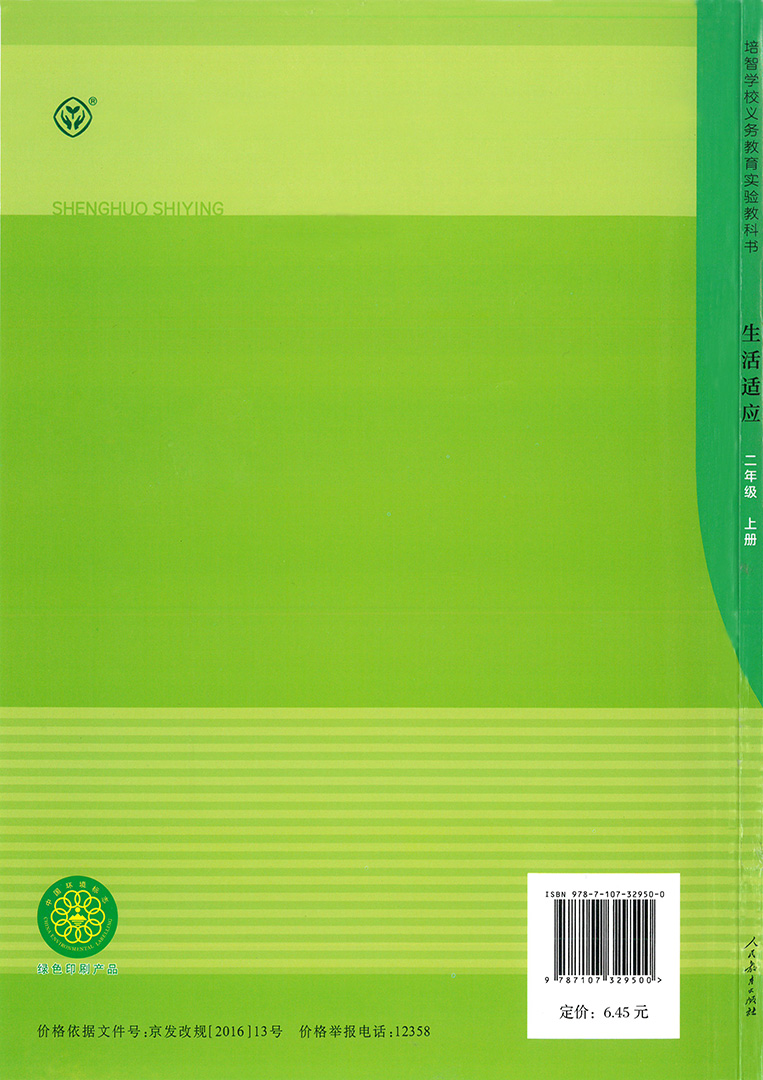 ®
SHENGHUO SHIYING
培智学校义务教育实验教科书
生活适应
二年级 上册
人民教育出版社
中国环境标志
CHINA ENVIRONMENTAL LABELLING
绿色印刷产品
ISBN 978-7-107-32950-0
9 787107 329500 >
定价：6.45 元
价格依据文件号:京发改规[2016]13号 价格举报电话:12358